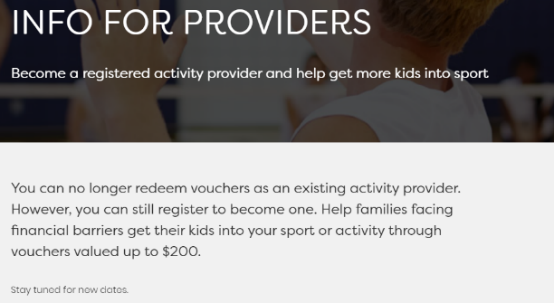 INFO FOR PROVIDERS
Become a registered activity provider and help get more kids into sport
You can no longer redeem vouchers as an existing activity provider.
However, you can still register to become one. Help families facing
financial barriers get their kids into your sport or activity through
vouchers valued up to $200.
Stay tuned for new dates.